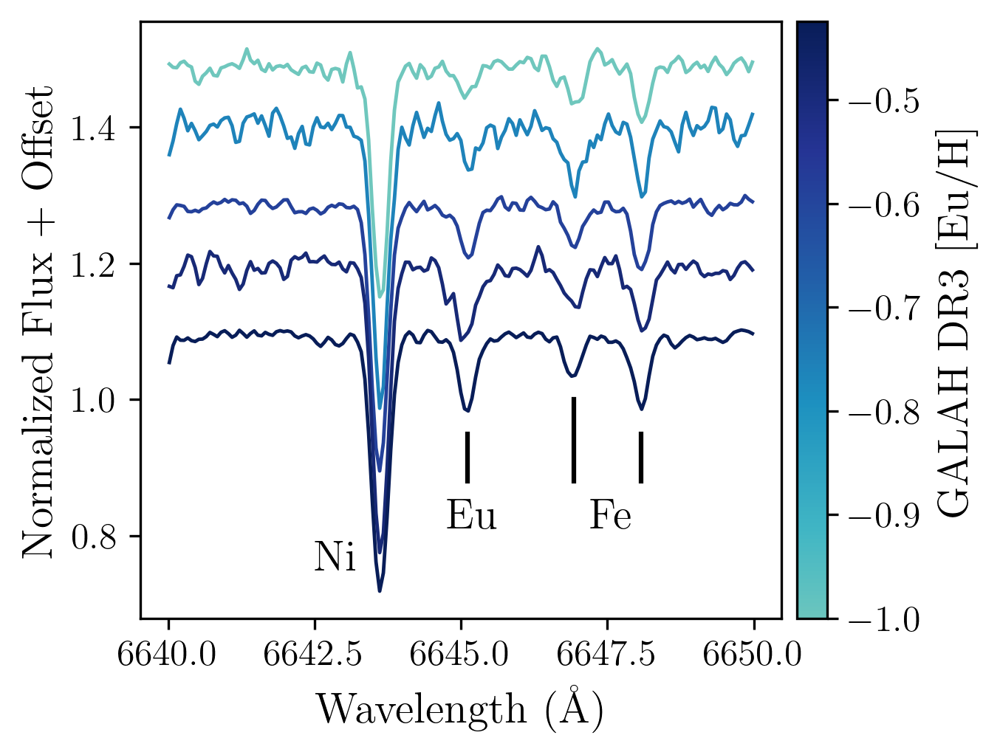 Normalized Flux + Offset
1.4
1.2
1.0
0.8
Ni
Eu
Fe
6640.0
6642.5
6645.0
6647.5
6650.0
Wavelength (Å)
−0.5
−0.6
−0.7
−0.8
−0.9
−1.0
GALAH DR3 [Eu/H]